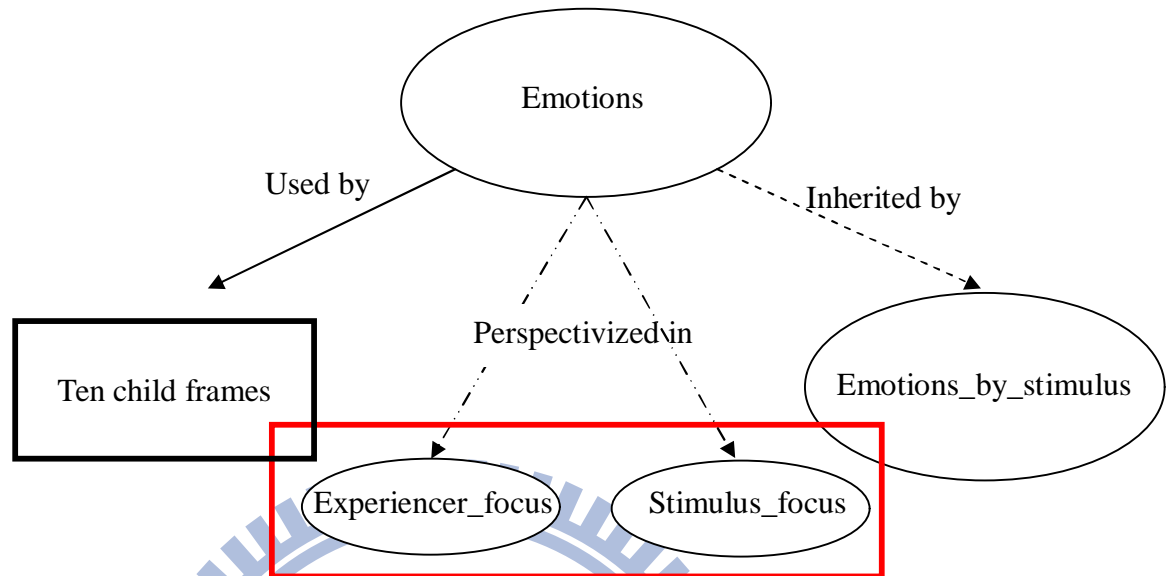 Emotions
Used by
Inherited by
Perspectivized in
Ten child frames
Emotions_by_stimulus
Experiencer_focus
Stimulus_focus